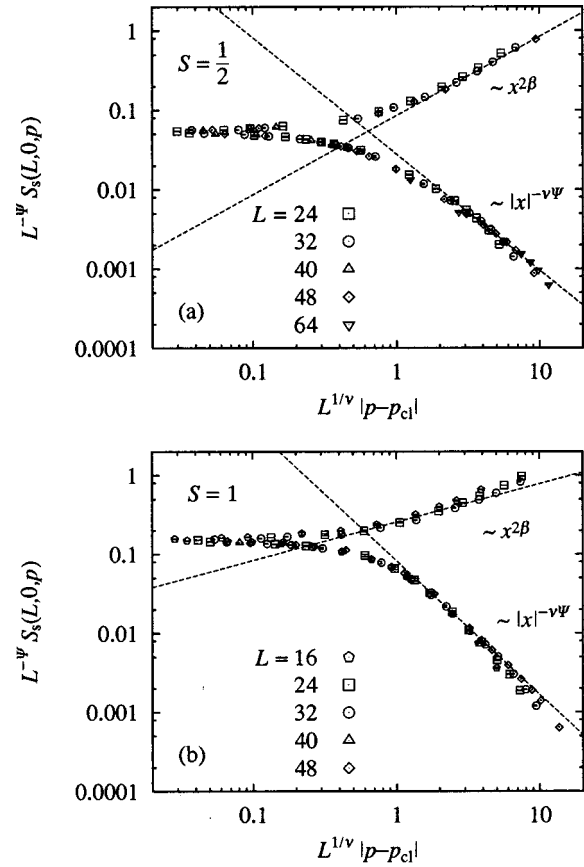 1
S = 1/2
~ x^{2β}
0.1
L^{-Ψ} S_s(L,0,p)
0.01
~ |x|^{-νΨ}
L = 24
32
0.001
40
48
(a)
64
0.0001
0.1 1 10
L^{1/ν} |p–p_{cl}|
1
S = 1
~ x^{2β}
0.1
L^{-Ψ} S_s(L,0,p)
~ |x|^{-νΨ}
0.01
L = 16
24
32
0.001
40
(b)
48
0.0001
0.1 1 10
L^{1/ν} |p–p_{cl}|